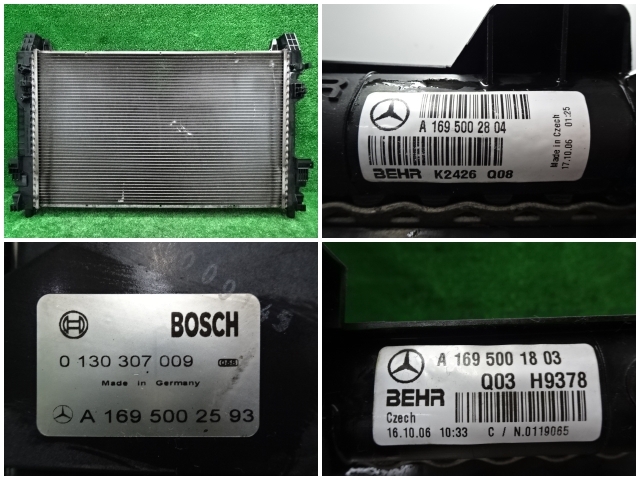 A 169 500 28 04
BEHR K2426 Q08
Made in Czech
17.10.06 01:25
BOSCH
0 130 307 009
Made in Germany
A 169 500 25 93
A 169 500 18 03
Q03 H9378
BEHR
Czech
16.10.06 10:33 C / N.0119065